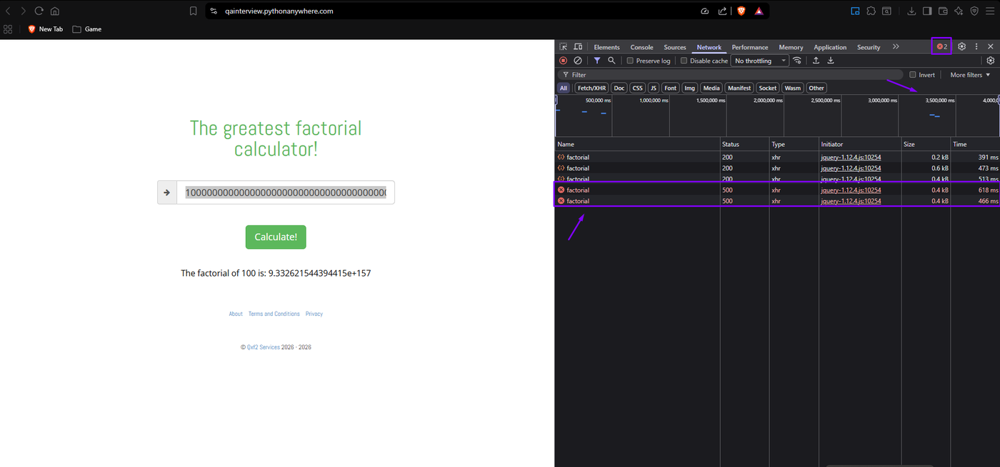 qainterview.pythonanywhere.com
New Tab Game
The greatest factorial
calculator!
Calculate!
The factorial of 100 is: 9.332621544394415e+157
About Terms and Conditions Privacy
© Qxf2 Services 2026 - 2026
Elements Console Sources Network Performance Memory Application Security 2
Preserve log Disable cache No throttling
Filter Invert More filters
All Fetch/XHR Doc CSS JS Font Img Media Manifest Socket Wasm Other
500,000 ms 1,000,000 ms 1,500,000 ms 2,000,000 ms 2,500,000 ms 3,000,000 ms 3,500,000 ms
Name Status Type Initiator Size Time
factorial 200 xhr jquery-1.12.4.js:10254 0.2 kB 391 ms
factorial 200 xhr jquery-1.12.4.js:10254 0.6 kB 473 ms
factorial 200 xhr jquery-1.12.4.js:10254 0.4 kB 513 ms
factorial 500 xhr jquery-1.12.4.js:10254 0.4 kB 618 ms
factorial 500 xhr jquery-1.12.4.js:10254 0.4 kB 466 ms